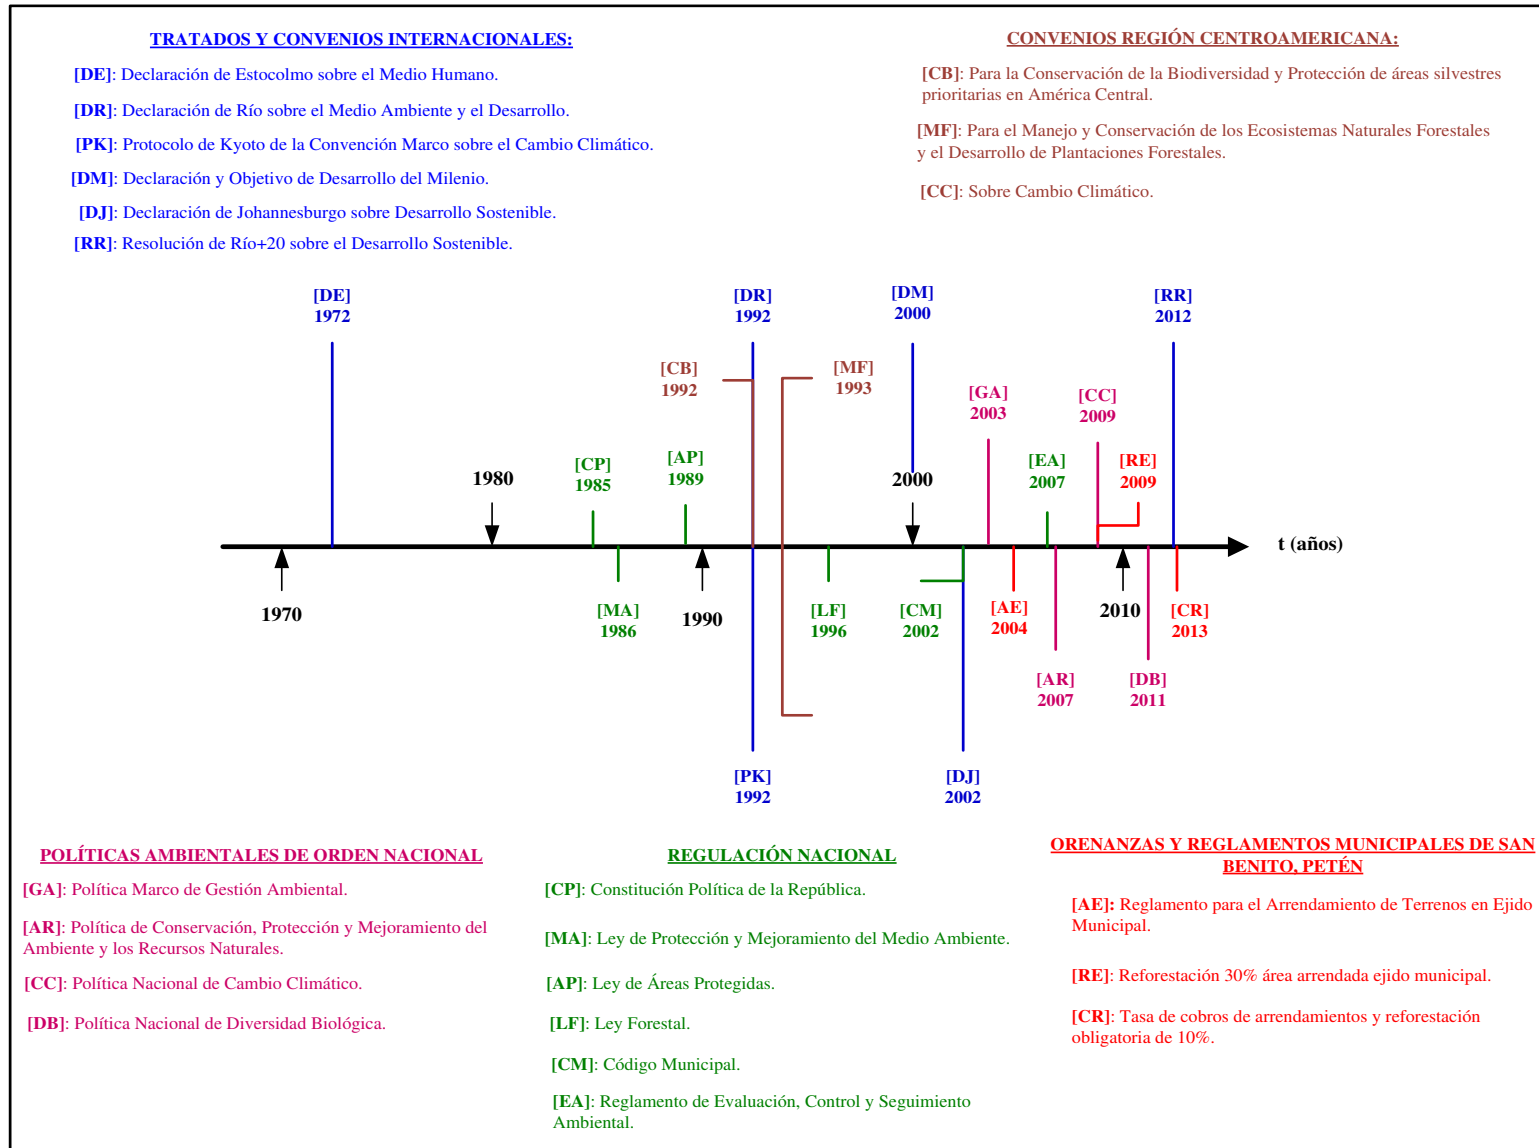 TRATADOS Y CONVENIOS INTERNACIONALES:
[DE]: Declaración de Estocolmo sobre el Medio Humano.
[DR]: Declaración de Río sobre el Medio Ambiente y el Desarrollo.
[PK]: Protocolo de Kyoto de la Convención Marco sobre el Cambio Climático.
[DM]: Declaración y Objetivo de Desarrollo del Milenio.
[DJ]: Declaración de Johannesburgo sobre Desarrollo Sostenible.
[RR]: Resolución de Río+20 sobre el Desarrollo Sostenible.
CONVENIOS REGIÓN CENTROAMERICANA:
[CB]: Para la Conservación de la Biodiversidad y Protección de áreas silvestres
prioritarias en América Central.
[MF]: Para el Manejo y Conservación de los Ecosistemas Naturales Forestales
y el Desarrollo de Plantaciones Forestales.
[CC]: Sobre Cambio Climático.
[DE]
1972
[DR]
1992
[DM]
2000
[RR]
2012
[CB]
1992
[MF]
1993
[GA]
2003
[CC]
2009
[CP]
1985
[AP]
1989
[EA]
2007
[RE]
2009
1980
2000
t (años)
1970
[MA]
1986
1990
[LF]
1996
[CM]
2002
[AE]
2004
2010
[CR]
2013
[AR]
2007
[DB]
2011
[PK]
1992
[DJ]
2002
POLÍTICAS AMBIENTALES DE ORDEN NACIONAL
[GA]: Política Marco de Gestión Ambiental.
[AR]: Política de Conservación, Protección y Mejoramiento del
Ambiente y los Recursos Naturales.
[CC]: Política Nacional de Cambio Climático.
[DB]: Política Nacional de Diversidad Biológica.
REGULACIÓN NACIONAL
[CP]: Constitución Política de la República.
[MA]: Ley de Protección y Mejoramiento del Medio Ambiente.
[AP]: Ley de Áreas Protegidas.
[LF]: Ley Forestal.
[CM]: Código Municipal.
[EA]: Reglamento de Evaluación, Control y Seguimiento
Ambiental.
ORENANZAS Y REGLAMENTOS MUNICIPALES DE SAN
BENITO, PETÉN
[AE]: Reglamento para el Arrendamiento de Terrenos en Ejido
Municipal.
[RE]: Reforestación 30% área arrendada ejido municipal.
[CR]: Tasa de cobros de arrendamientos y reforestación
obligatoria de 10%.